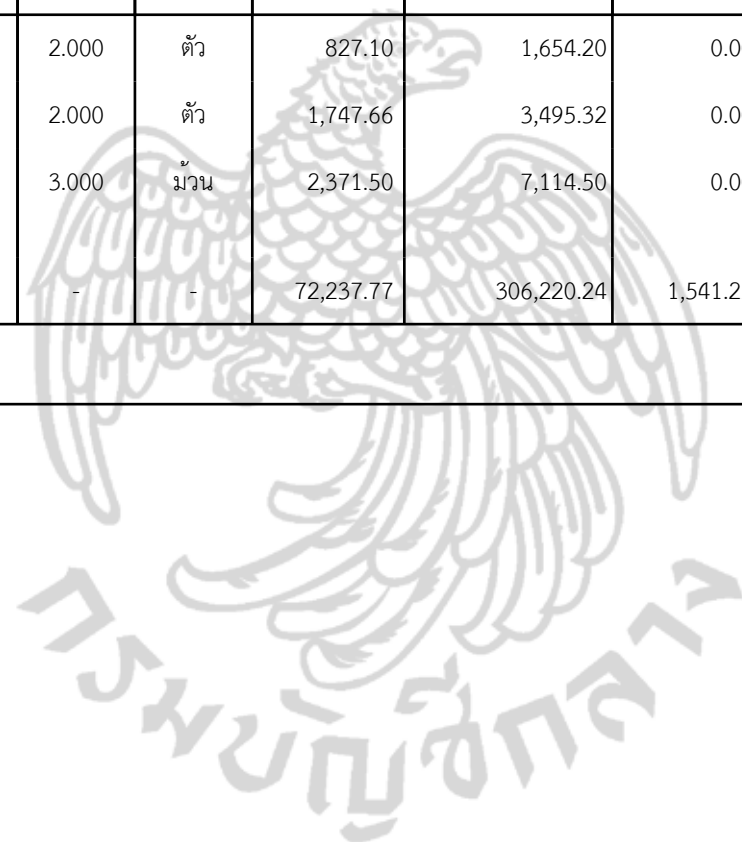 2.000 ตัว 827.10 1,654.20 0.0
2.000 ตัว 1,747.66 3,495.32 0.0
3.000 ม้วน 2,371.50 7,114.50 0.0
- - 72,237.77 306,220.24 1,541.2
กรมบัญชีกลาง